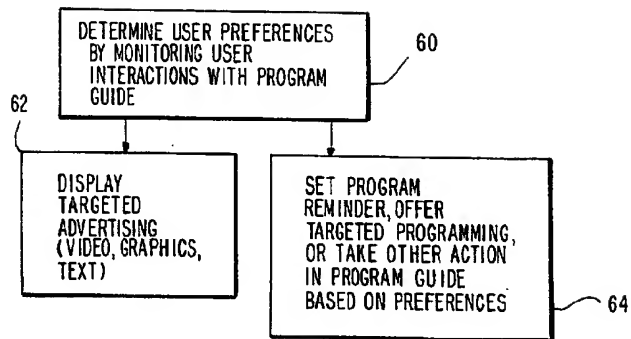 DETERMINE USER PREFERENCES
BY MONITORING USER
INTERACTIONS WITH PROGRAM
GUIDE
60
62
DISPLAY
TARGETED
ADVERTISING
(VIDEO, GRAPHICS,
TEXT)
SET PROGRAM
REMINDER, OFFER
TARGETED PROGRAMMING,
OR TAKE OTHER ACTION
IN PROGRAM GUIDE
BASED ON PREFERENCES
64